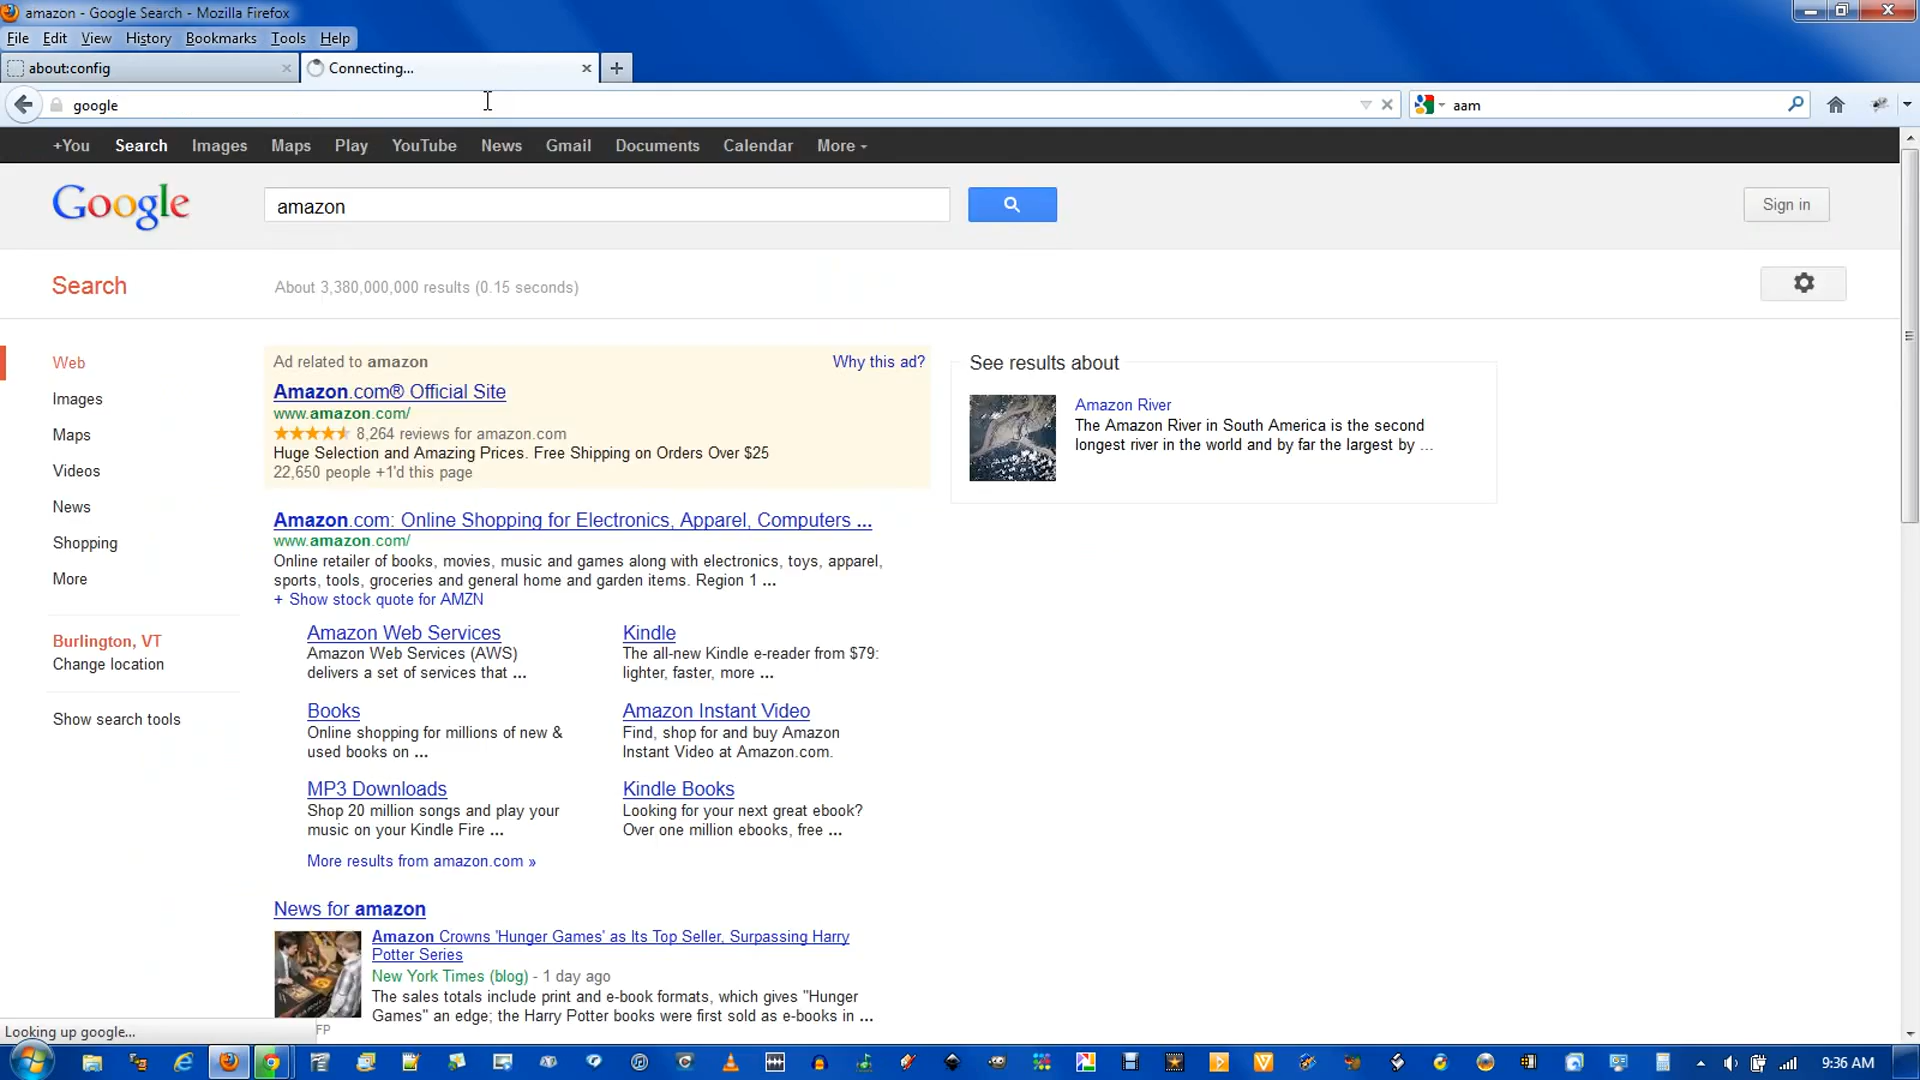 amazon - Google Search - Mozilla Firefox
File Edit View History Bookmarks Tools Help
about:config
Connecting...
google
aam
+You Search Images Maps Play YouTube News Gmail Documents Calendar More
Google
amazon
Sign in
Search
About 3,380,000,000 results (0.15 seconds)
Web
Images
Maps
Videos
News
Shopping
More
Burlington, VT
Change location
Show search tools
Ad related to amazon
Why this ad?
Amazon.com® Official Site
www.amazon.com/
8,264 reviews for amazon.com
Huge Selection and Amazing Prices. Free Shipping on Orders Over $25
22,650 people +1'd this page
Amazon.com: Online Shopping for Electronics, Apparel, Computers ...
www.amazon.com/
Online retailer of books, movies, music and games along with electronics, toys, apparel,
sports, tools, groceries and general home and garden items. Region 1 ...
+ Show stock quote for AMZN
Amazon Web Services
Amazon Web Services (AWS)
delivers a set of services that ...
Kindle
The all-new Kindle e-reader from $79:
lighter, faster, more ...
Books
Online shopping for millions of new &
used books on ...
Amazon Instant Video
Find, shop for and buy Amazon
Instant Video at Amazon.com.
MP3 Downloads
Shop 20 million songs and play your
music on your Kindle Fire ...
Kindle Books
Looking for your next great ebook?
Over one million ebooks, free ...
More results from amazon.com »
News for amazon
Amazon Crowns 'Hunger Games' as Its Top Seller, Surpassing Harry
Potter Series
New York Times (blog) - 1 day ago
The sales totals include print and e-book formats, which gives "Hunger
Games" an edge; the Harry Potter books were first sold as e-books in ...
See results about
Amazon River
The Amazon River in South America is the second
longest river in the world and by far the largest by ...
Looking up google...
FP
9:36 AM